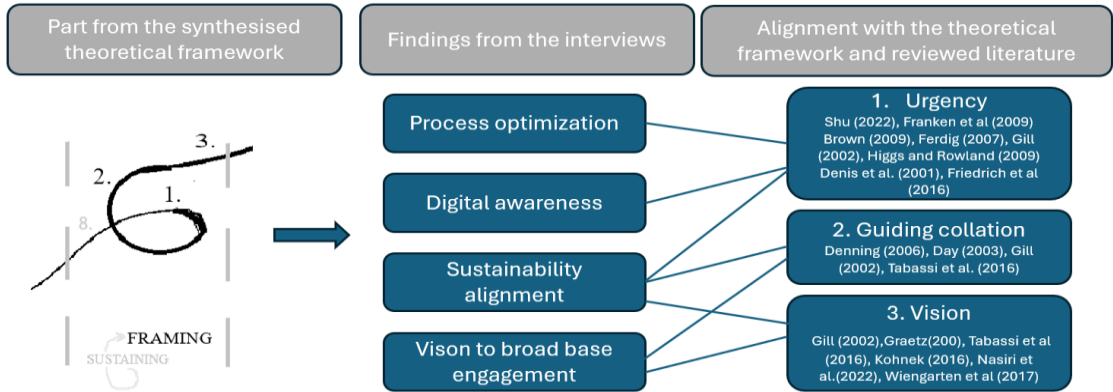 Part from the synthesised
theoretical framework
Findings from the interviews
Alignment with the theoretical
framework and reviewed literature
3.
2.
1.
8.
FRAMING
SUSTAINING
Process optimization
Digital awareness
Sustainability
alignment
Vison to broad base
engagement
1. Urgency
Shu (2022), Franken et al (2009)
Brown (2009), Ferdig (2007), Gill
(2002), Higgs and Rowland (2009)
Denis et al. (2001), Friedrich et al
(2016)
2. Guiding collation
Denning (2006), Day (2003), Gill
(2002), Tabassi et al. (2016)
3. Vision
Gill (2002),Graetz(200), Tabassi et al
(2016), Kohnek (2016), Nasiri et
al.(2022), Wiengarten et al (2017)